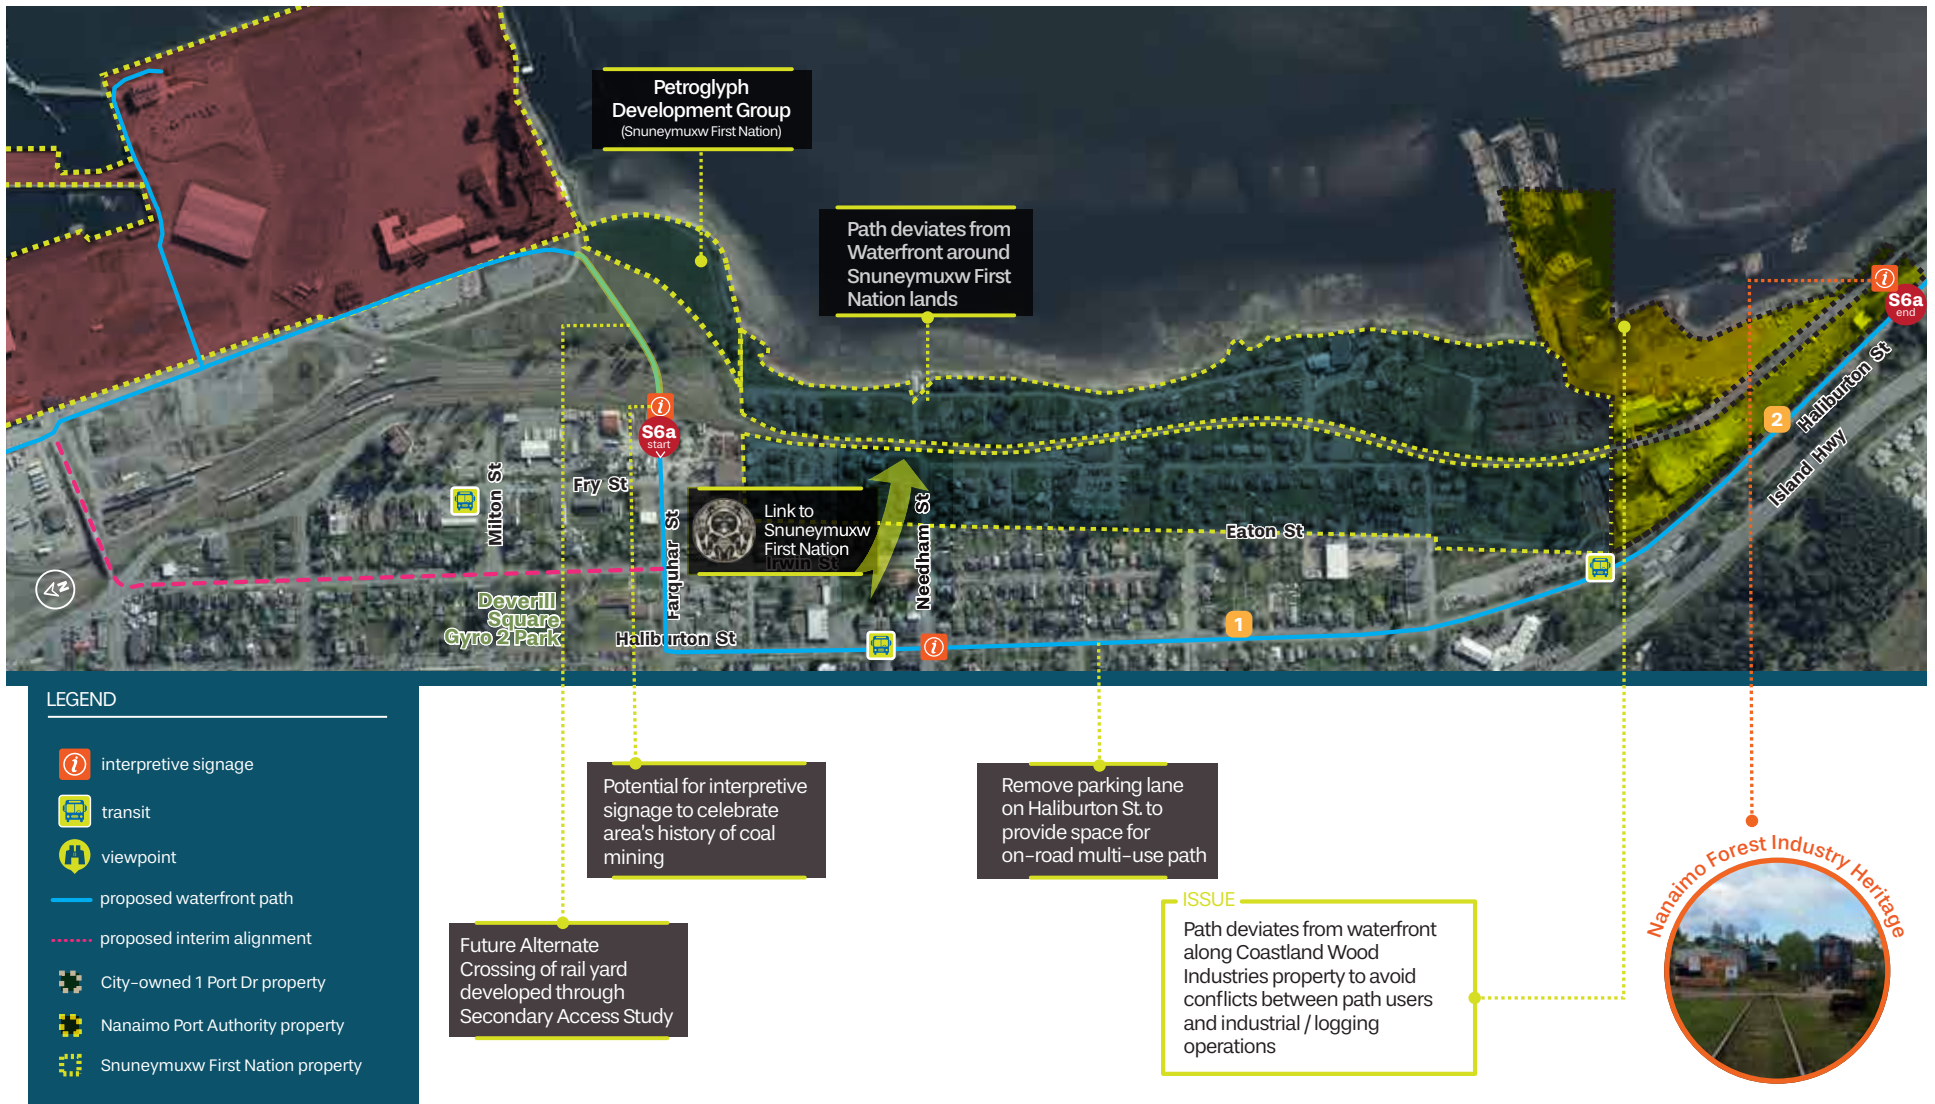 Petroglyph
Development Group
(Snuneymuxw First Nation)
Path deviates from
Waterfront around
Snuneymuxw First
Nation lands
S6a
end
Haliburton St
2
Island Hwy
S6a
start
Milton St
Fry St
Farquhar St
Link to
Snuneymuxw
First Nation
Irwin St
Needham St
Eaton St
N
Deverill
Square
Gyro 2 Park
Haliburton St
1
LEGEND
interpretive signage
transit
viewpoint
proposed waterfront path
proposed interim alignment
City-owned 1 Port Dr property
Nanaimo Port Authority property
Snuneymuxw First Nation property
Potential for interpretive
signage to celebrate
area's history of coal
mining
Future Alternate
Crossing of rail yard
developed through
Secondary Access Study
Remove parking lane
on Haliburton St. to
provide space for
on-road multi-use path
ISSUE
Path deviates from waterfront
along Coastland Wood
Industries property to avoid
conflicts between path users
and industrial / logging
operations
Nanaimo Forest Industry Heritage